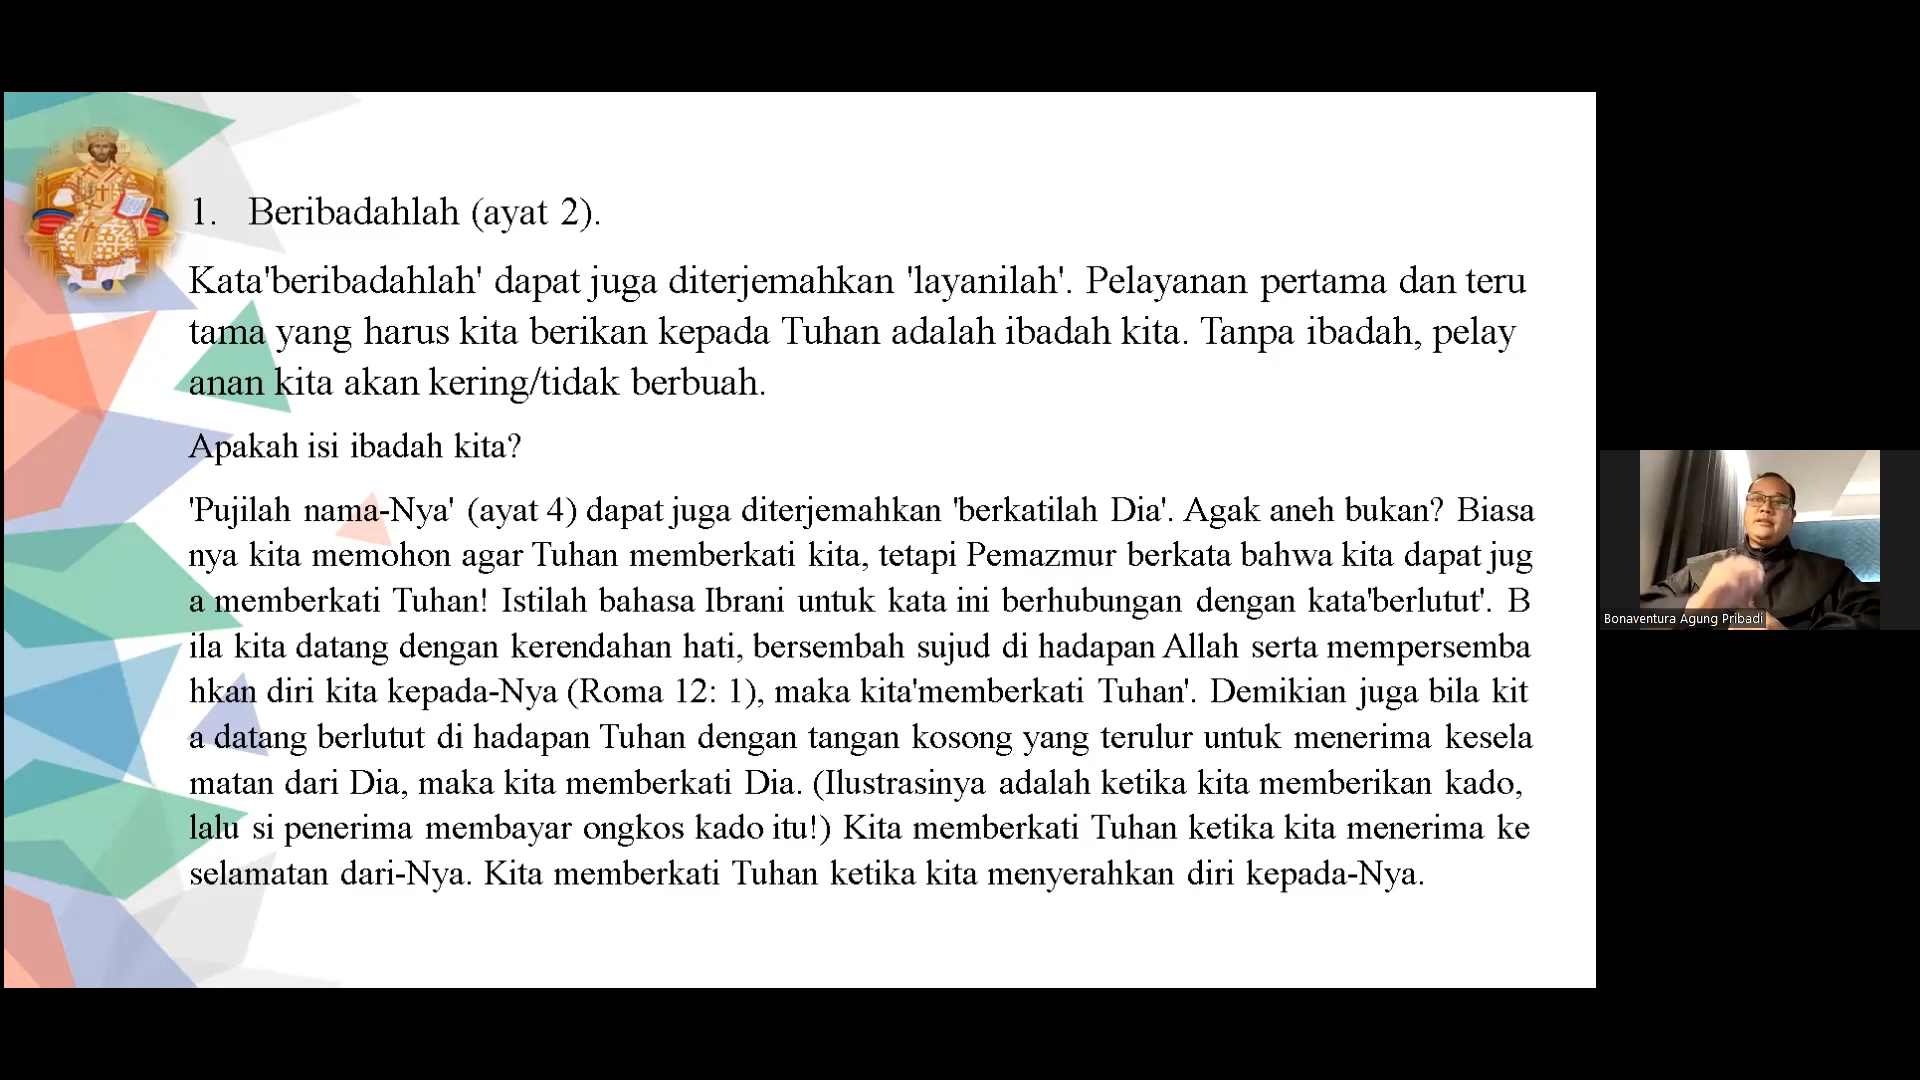 1. Beribadahlah (ayat 2).
Kata'beribadahlah' dapat juga diterjemahkan 'layanilah'. Pelayanan pertama dan teru
tama yang harus kita berikan kepada Tuhan adalah ibadah kita. Tanpa ibadah, pelay
anan kita akan kering/tidak berbuah.
Apakah isi ibadah kita?
'Pujilah nama-Nya' (ayat 4) dapat juga diterjemahkan 'berkatilah Dia'. Agak aneh bukan? Biasa
nya kita memohon agar Tuhan memberkati kita, tetapi Pemazmur berkata bahwa kita dapat jug
a memberkati Tuhan! Istilah bahasa Ibrani untuk kata ini berhubungan dengan kata'berlutut'. B
ila kita datang dengan kerendahan hati, bersembah sujud di hadapan Allah serta mempersemba
hkan diri kita kepada-Nya (Roma 12: 1), maka kita'memberkati Tuhan'. Demikian juga bila kit
a datang berlutut di hadapan Tuhan dengan tangan kosong yang terulur untuk menerima kesela
matan dari Dia, maka kita memberkati Dia. (Ilustrasinya adalah ketika kita memberikan kado,
lalu si penerima membayar ongkos kado itu!) Kita memberkati Tuhan ketika kita menerima ke
selamatan dari-Nya. Kita memberkati Tuhan ketika kita menyerahkan diri kepada-Nya.
Bonaventura Agung Pribadi